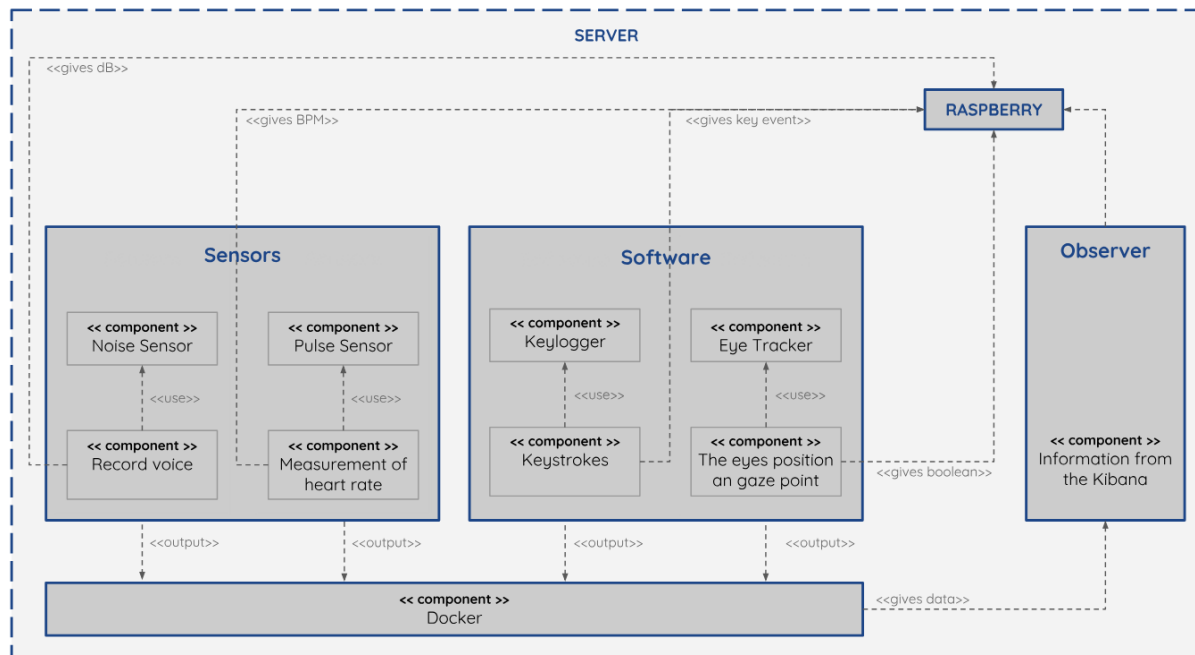 SERVER
<<gives dB>>
RASPBERRY
<<gives BPM>>
<<gives key event>>
Sensors
Software
Observer
<< component >>
Noise Sensor
<< component >>
Pulse Sensor
<< component >>
Keylogger
<< component >>
Eye Tracker
<<use>>
<<use>>
<<use>>
<<use>>
<< component >>
Record voice
<< component >>
Measurement of
heart rate
<< component >>
Keystrokes
<< component >>
The eyes position
an gaze point
<<gives boolean>>
<< component >>
Information from
the Kibana
<<output>>
<<output>>
<<output>>
<<output>>
<< component >>
Docker
<<gives data>>